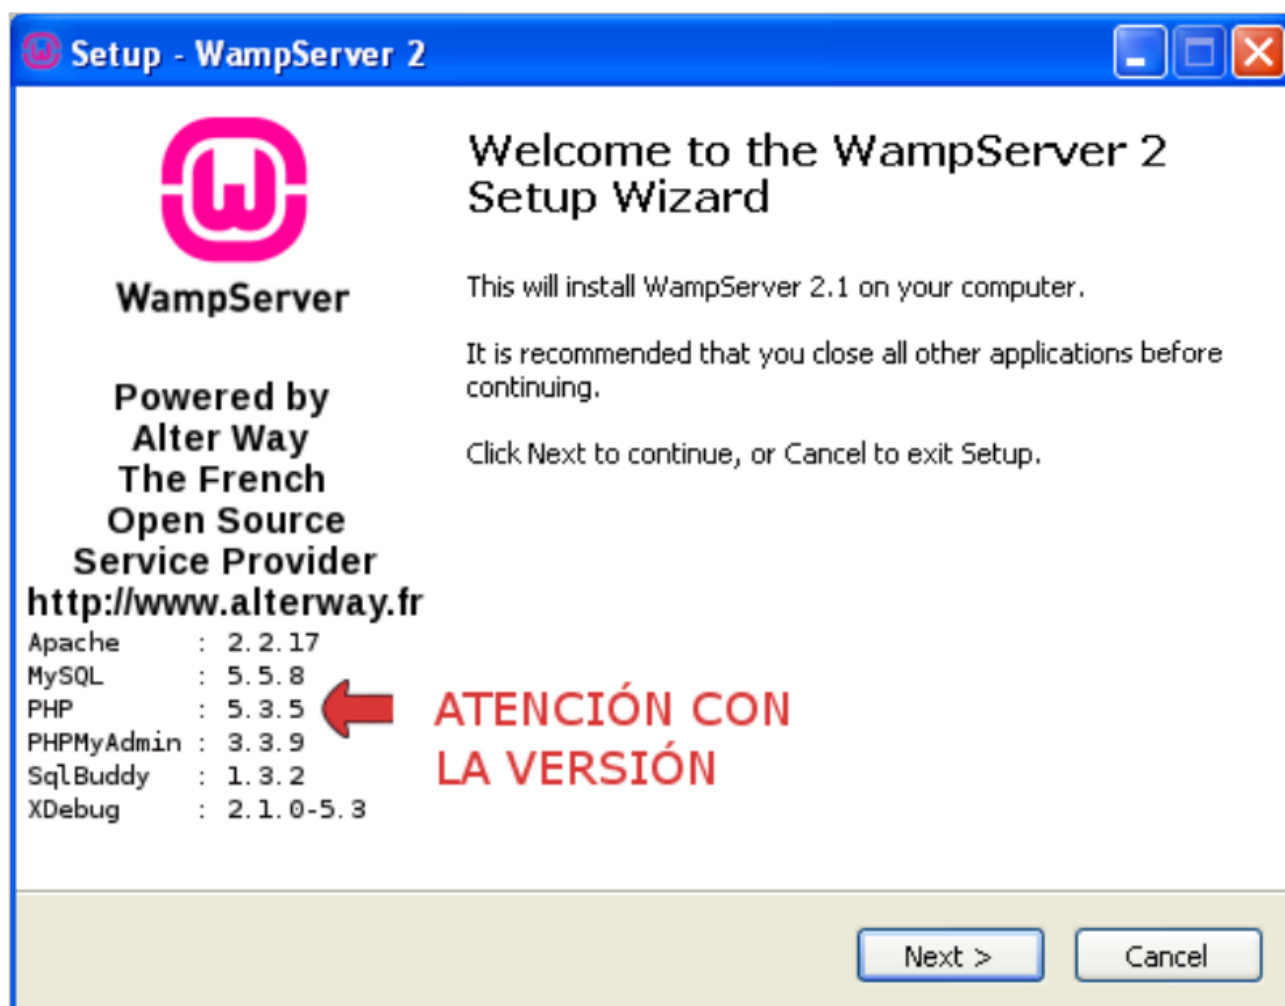 Setup - WampServer 2
Welcome to the WampServer 2
Setup Wizard
This will install WampServer 2.1 on your computer.
It is recommended that you close all other applications before
continuing.
Click Next to continue, or Cancel to exit Setup.
WampServer
Powered by
Alter Way
The French
Open Source
Service Provider
http://www.alterway.fr
Apache : 2.2.17
MySQL : 5.5.8
PHP : 5.3.5
PHPMyAdmin : 3.3.9
SqlBuddy : 1.3.2
XDebug : 2.1.0-5.3
ATENCIÓN CON
LA VERSIÓN
Next >
Cancel